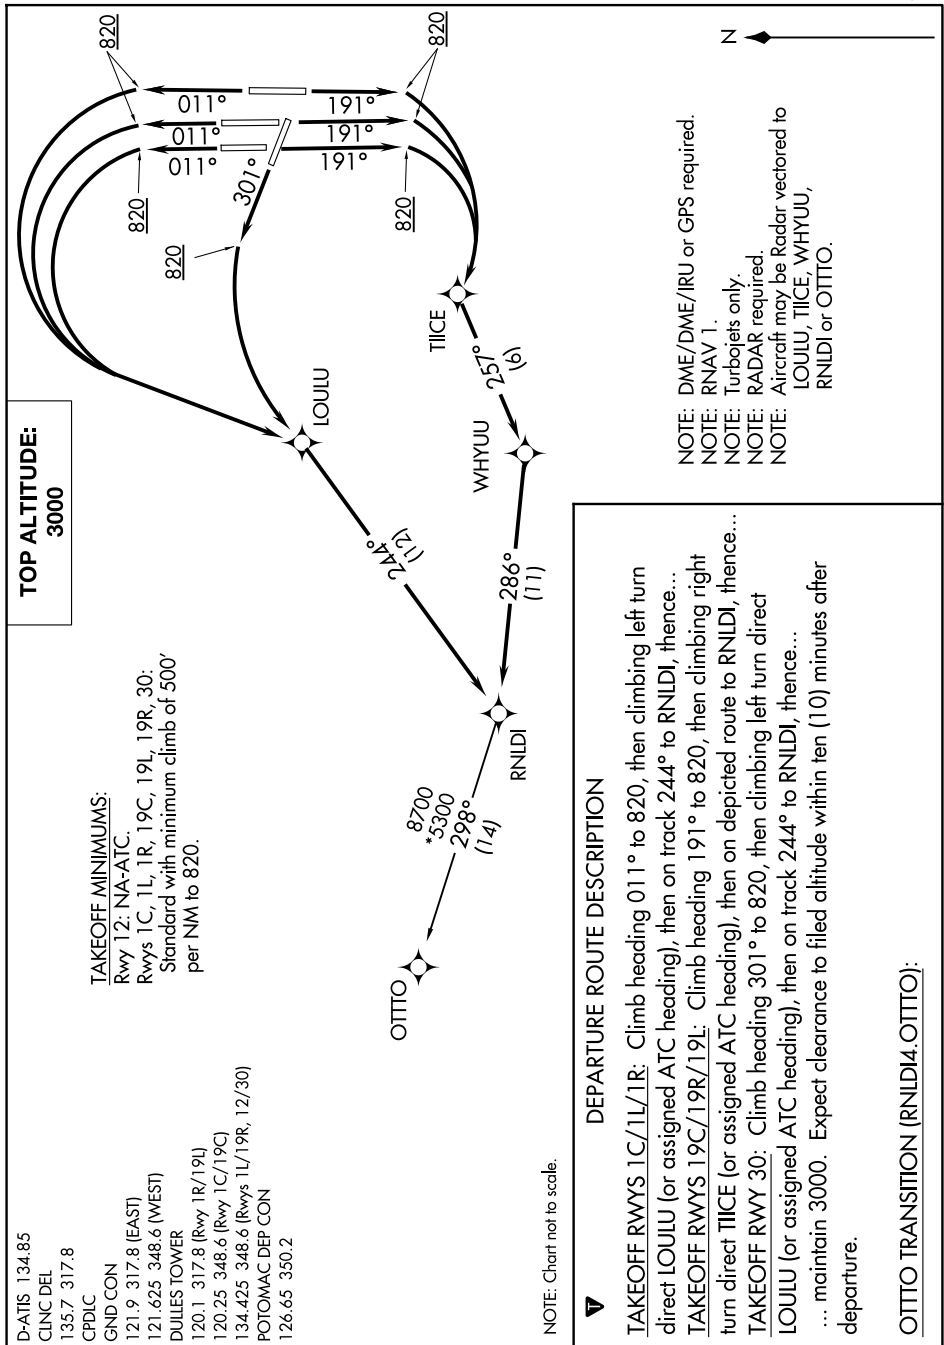 D-ATIS 134.85
CLNC DEL
135.7 317.8
CPDLC
GND CON
121.9 317.8 (EAST)
121.625 348.6 (WEST)
DULLES TOWER
120.1 317.8 (Rwy 1R/19L)
120.25 348.6 (Rwy 1C/19C)
134.425 348.6 (Rwys 1L/19R, 12/30)
POTOMAC DEP CON
126.65 350.2
TAKEOFF MINIMUMS:
Rwy 12: NA-ATC.
Rwys 1C, 1L, 1R, 19C, 19L, 19R, 30:
Standard with minimum climb of 500'
per NM to 820.
TOP ALTITUDE:
3000
820
820
820
011°
011°
011°
301°
820
191°
191°
191°
820
820
LOULU
TIICE
257°
(6)
WHYUU
244°
(12)
286°
(11)
RNLDI
8700
*5300
298°
(14)
OTTTO
N
NOTE: Chart not to scale.
NOTE: DME/DME/IRU or GPS required.
NOTE: RNAV 1.
NOTE: Turbojets only.
NOTE: RADAR required.
NOTE: Aircraft may be Radar vectored to
LOULU, TIICE, WHYUU,
RNLDI or OTTTO.
T
DEPARTURE ROUTE DESCRIPTION
TAKEOFF RWYS 1C/1L/1R: Climb heading 011° to 820, then climbing left turn
direct LOULU (or assigned ATC heading), then on track 244° to RNLDI, thence...
TAKEOFF RWYS 19C/19R/19L: Climb heading 191° to 820, then climbing right
turn direct TIICE (or assigned ATC heading), then on depicted route to RNLDI, thence...
TAKEOFF RWY 30: Climb heading 301° to 820, then climbing left turn direct
LOULU (or assigned ATC heading), then on track 244° to RNLDI, thence...
... maintain 3000. Expect clearance to filed altitude within ten (10) minutes after
departure.
OTTTO TRANSITION (RNLDI4.OTTTO):